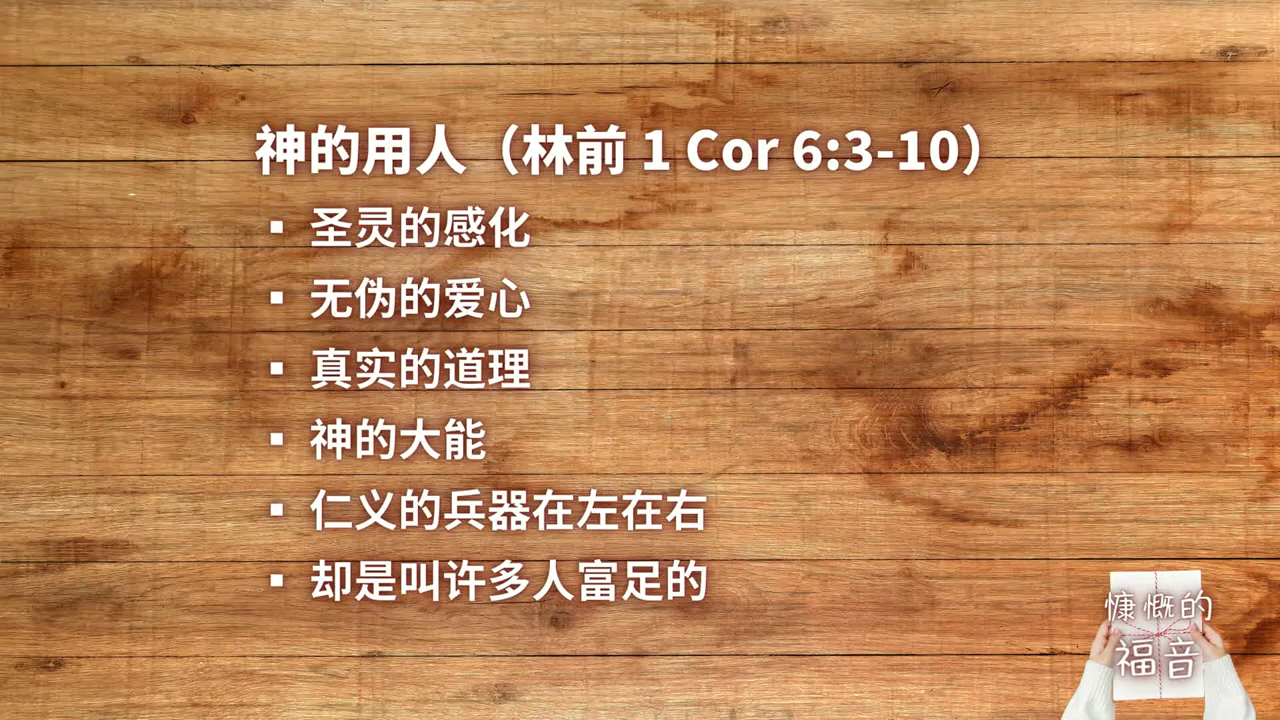 神的用人（林前 1 Cor 6:3-10）
▪ 圣灵的感化
▪ 无伪的爱心
▪ 真实的道理
▪ 神的大能
▪ 仁义的兵器在左在右
▪ 却是叫许多人富足的
慷慨的
福音